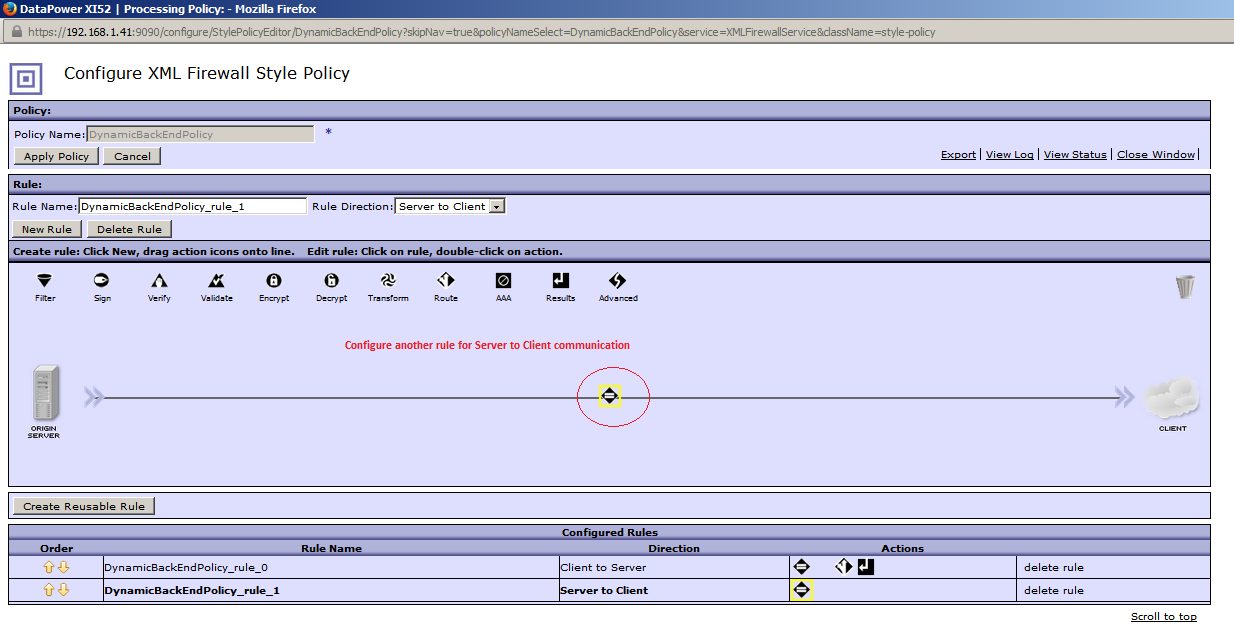 DataPower XI52 | Processing Policy: - Mozilla Firefox
https://192.168.1.41:9090/configure/StylePolicyEditor/DynamicBackEndPolicy?skipNav=true&policyNameSelect=DynamicBackEndPolicy&service=XMLFirewallService&className=style-policy
Configure XML Firewall Style Policy
Policy:
Policy Name: DynamicBackEndPolicy *
Apply Policy Cancel Export | View Log | View Status | Close Window |
Rule:
Rule Name: DynamicBackEndPolicy_rule_1 Rule Direction: Server to Client
New Rule Delete Rule
Create rule: Click New, drag action icons onto line. Edit rule: Click on rule, double-click on action.
Filter Sign Verify Validate Encrypt Decrypt Transform Route AAA Results Advanced
Configure another rule for Server to Client communication
ORIGIN
SERVER
CLIENT
Create Reusable Rule
Configured Rules
Order Rule Name Direction Actions
DynamicBackEndPolicy_rule_0 Client to Server delete rule
DynamicBackEndPolicy_rule_1 Server to Client delete rule
Scroll to top